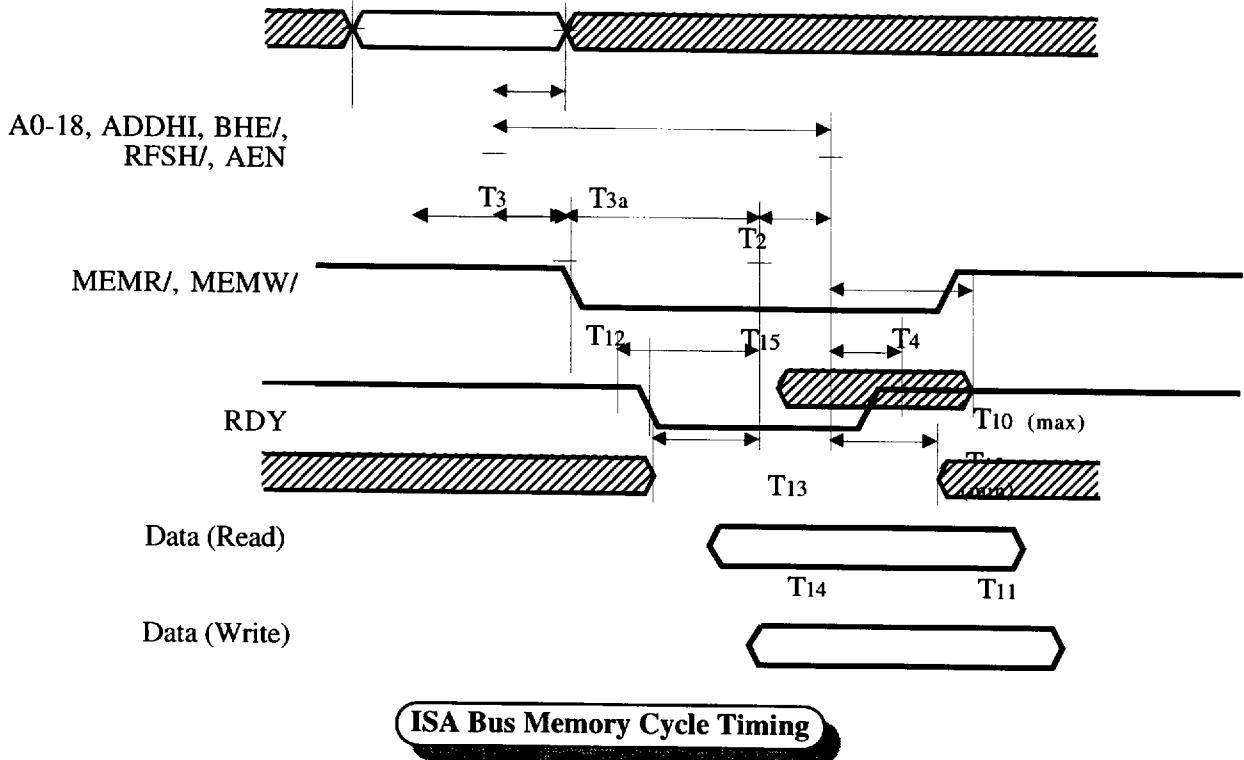 A0-18, ADDHI, BHE/,
RFSH/, AEN
T3 T3a
T2
MEMR/, MEMW/
T12 T15 T4
RDY
T10 (max)
T13
(min)
Data (Read)
T14 T11
Data (Write)
ISA Bus Memory Cycle Timing